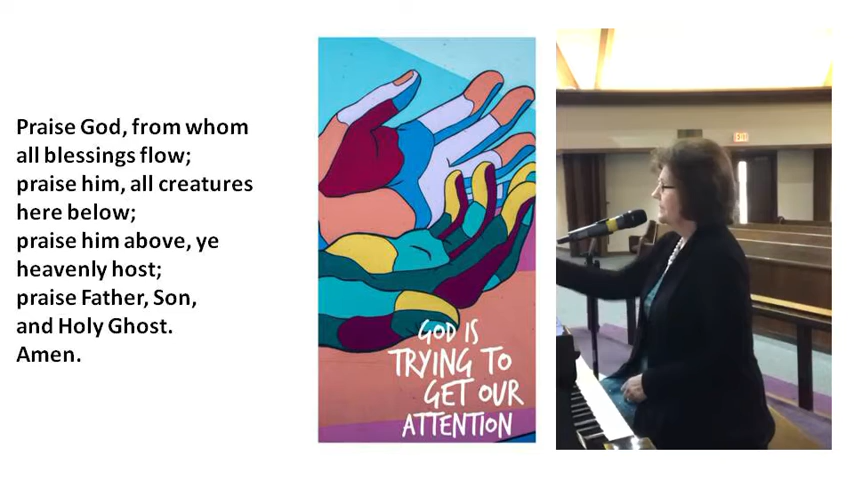 Praise God, from whom
all blessings flow;
praise him, all creatures
here below;
praise him above, ye
heavenly host;
praise Father, Son,
and Holy Ghost.
Amen.
GOD IS
TRYING TO
GET OUR
ATTENTION
EXIT